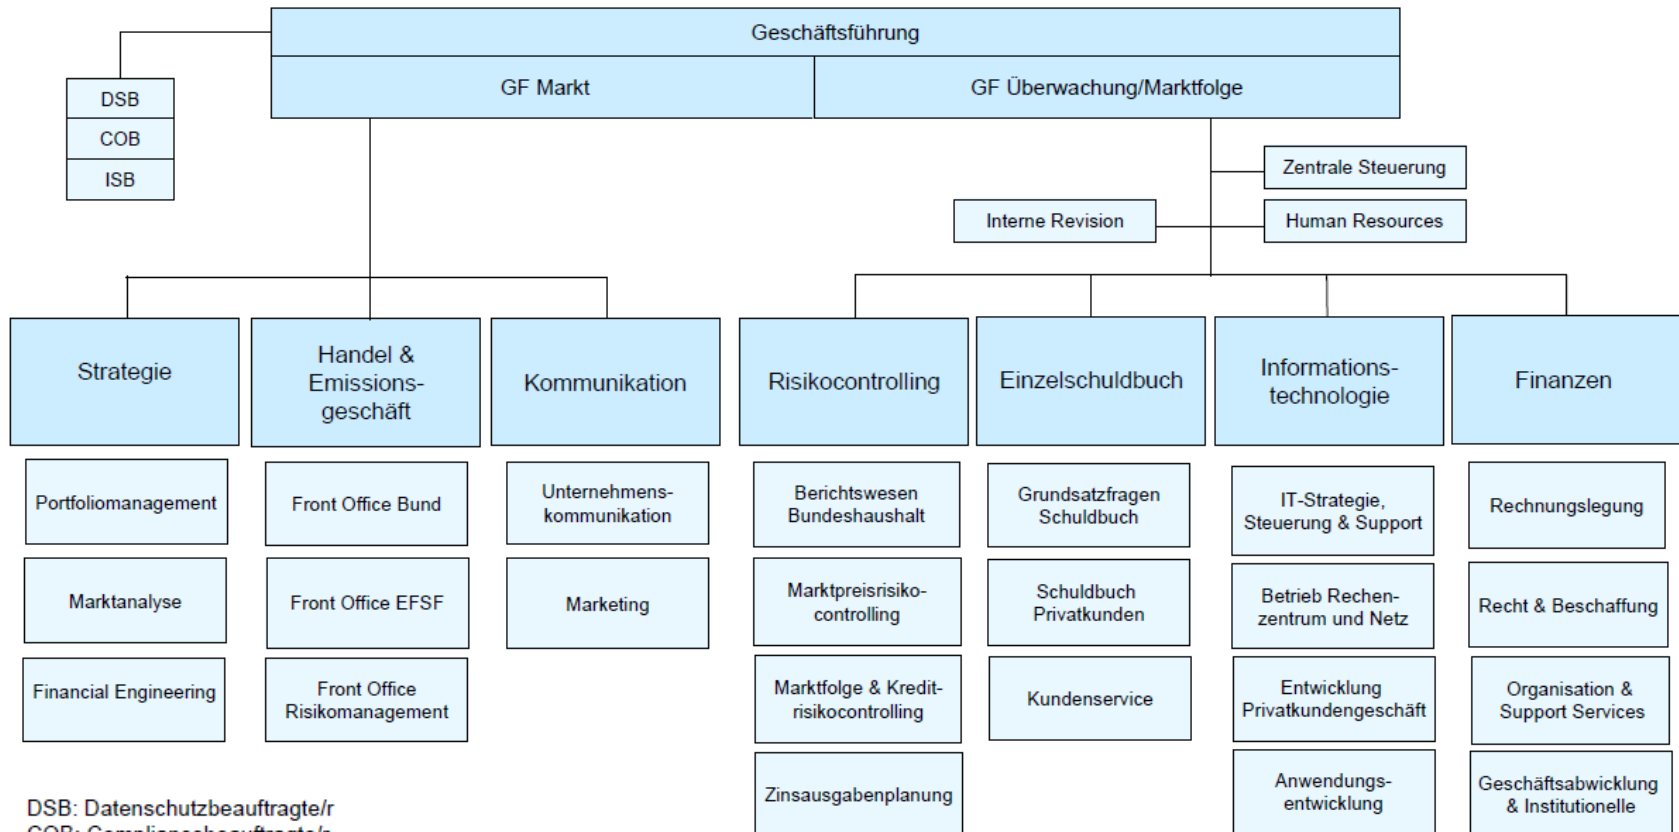 Geschäftsführung
GF Markt
GF Überwachung/Marktfolge
DSB
COB
ISB
Zentrale Steuerung
Interne Revision
Human Resources
Strategie
Handel &
Emissions-
geschäft
Kommunikation
Risikocontrolling
Einzelschuldbuch
Informations-
technologie
Finanzen
Portfoliomanagement
Marktanalyse
Financial Engineering
Front Office Bund
Front Office EFSF
Front Office
Risikomanagement
Unternehmens-
kommunikation
Marketing
Berichtswesen
Bundeshaushalt
Marktpreisrisiko-
controlling
Marktfolge & Kredit-
risikocontrolling
Zinsausgabenplanung
Grundsatzfragen
Schuldbuch
Schuldbuch
Privatkunden
Kundenservice
IT-Strategie,
Steuerung & Support
Betrieb Rechen-
zentrum und Netz
Entwicklung
Privatkundengeschäft
Anwendungs-
entwicklung
Rechnungslegung
Recht & Beschaffung
Organisation &
Support Services
Geschäftsabwicklung
& Institutionelle
DSB: Datenschutzbeauftragte/r
COB: Compliancebeauftragte/r